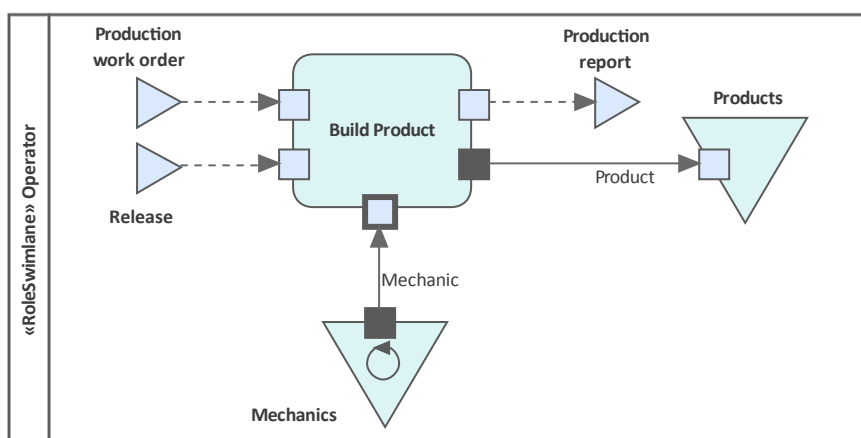 «RoleSwimlane» Operator
Production
work order
Production
report
Products
Build Product
Product
Release
Mechanic
Mechanics